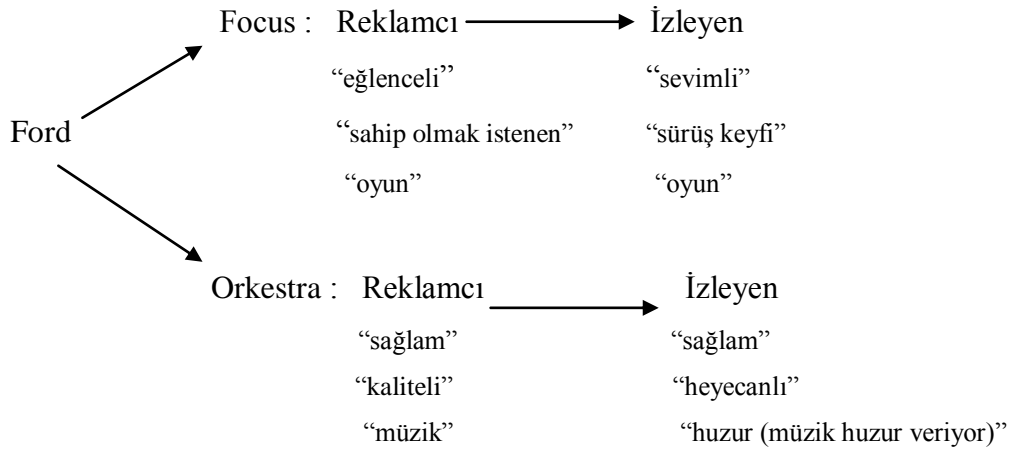 Focus : Reklamcı İzleyen
“eğlenceli” “sevimli”
Ford “sahip olmak istenen” “sürüş keyfi”
“oyun” “oyun”
Orkestra : Reklamcı İzleyen
“sağlam” “sağlam”
“kaliteli” “heyecanlı”
“müzik” “huzur (müzik huzur veriyor)”